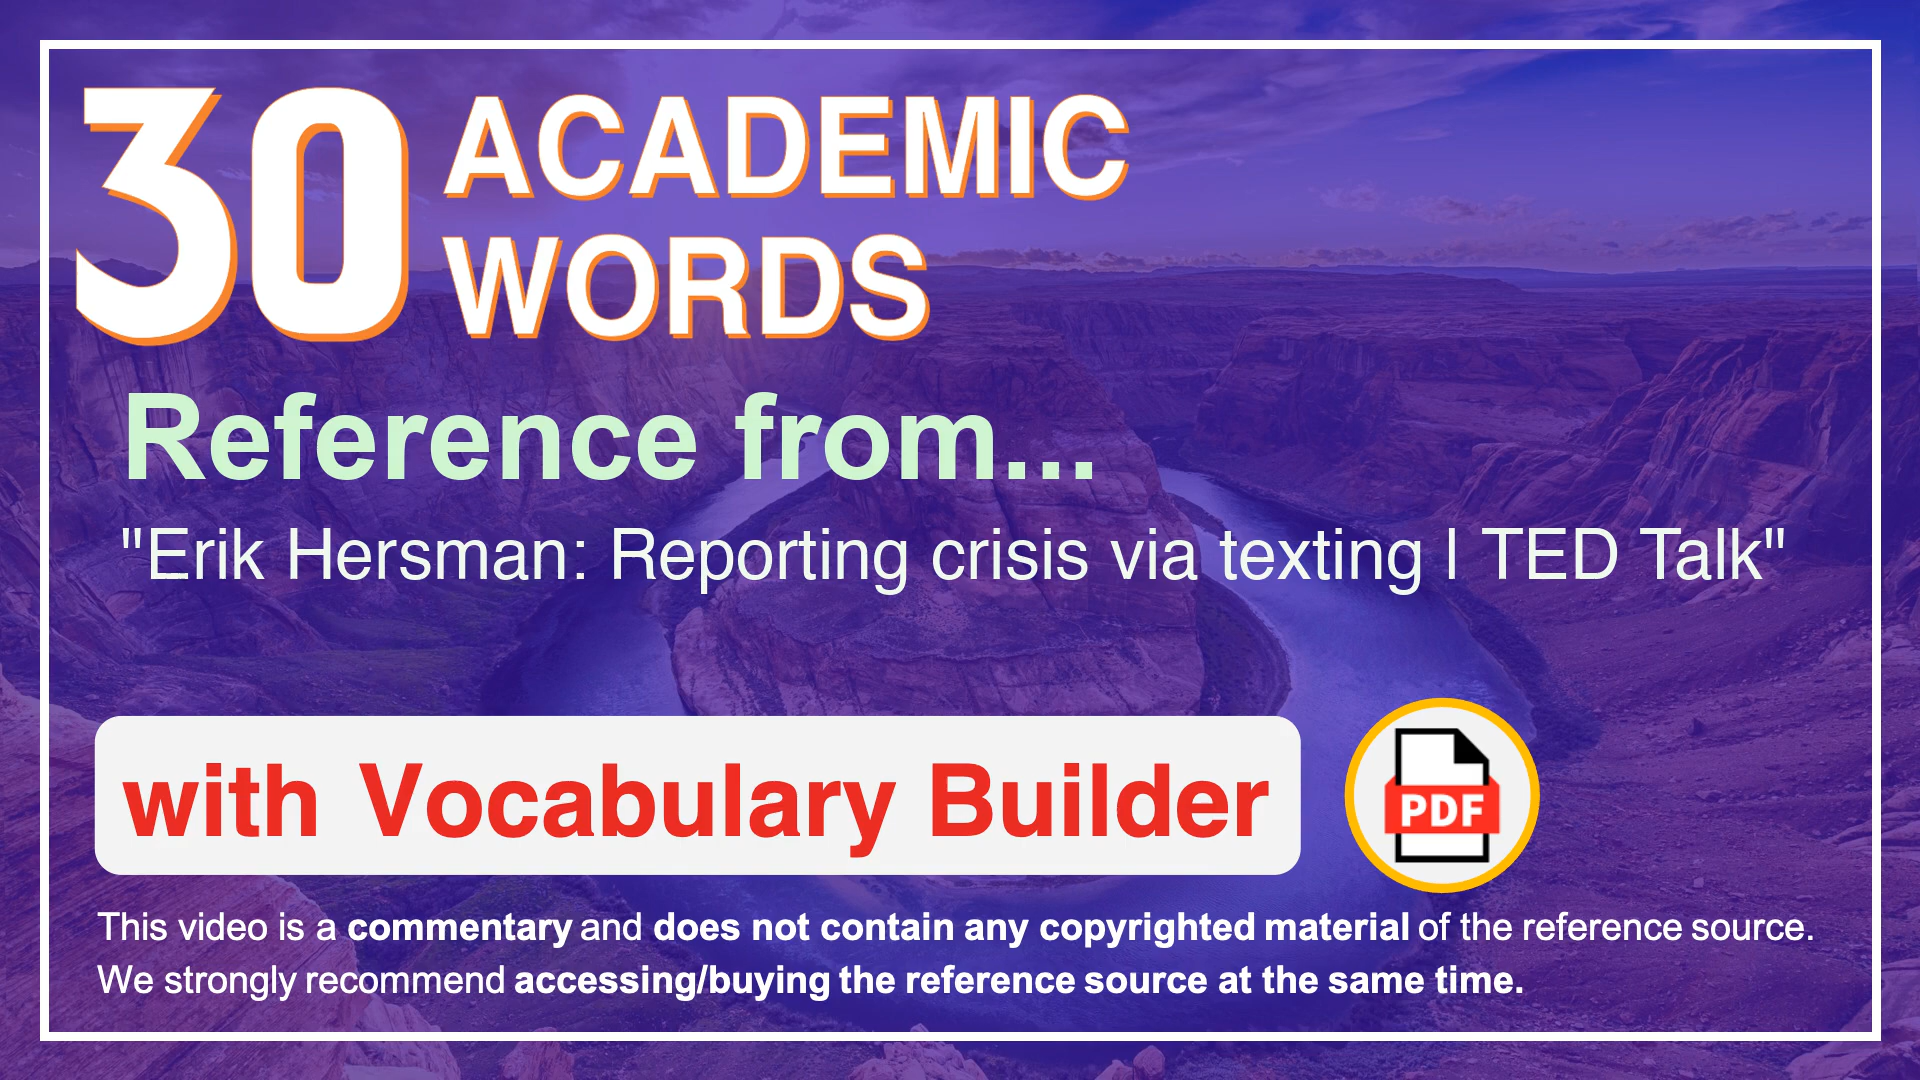 30 ACADEMIC
WORDS
Reference from...
"Erik Hersman: Reporting crisis via texting | TED Talk"
with Vocabulary Builder
PDF
This video is a commentary and does not contain any copyrighted material of the reference source.
We strongly recommend accessing/buying the reference source at the same time.